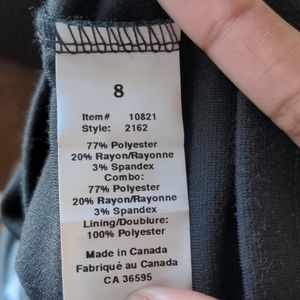 8
Item# 10821
Style: 2162
77% Polyester
20% Rayon/Rayonne
3% Spandex
Combo:
77% Polyester
20% Rayon/Rayonne
3% Spandex
Lining/Doublure:
100% Polyester
Made in Canada
Fabriqué au Canada
CA 36595